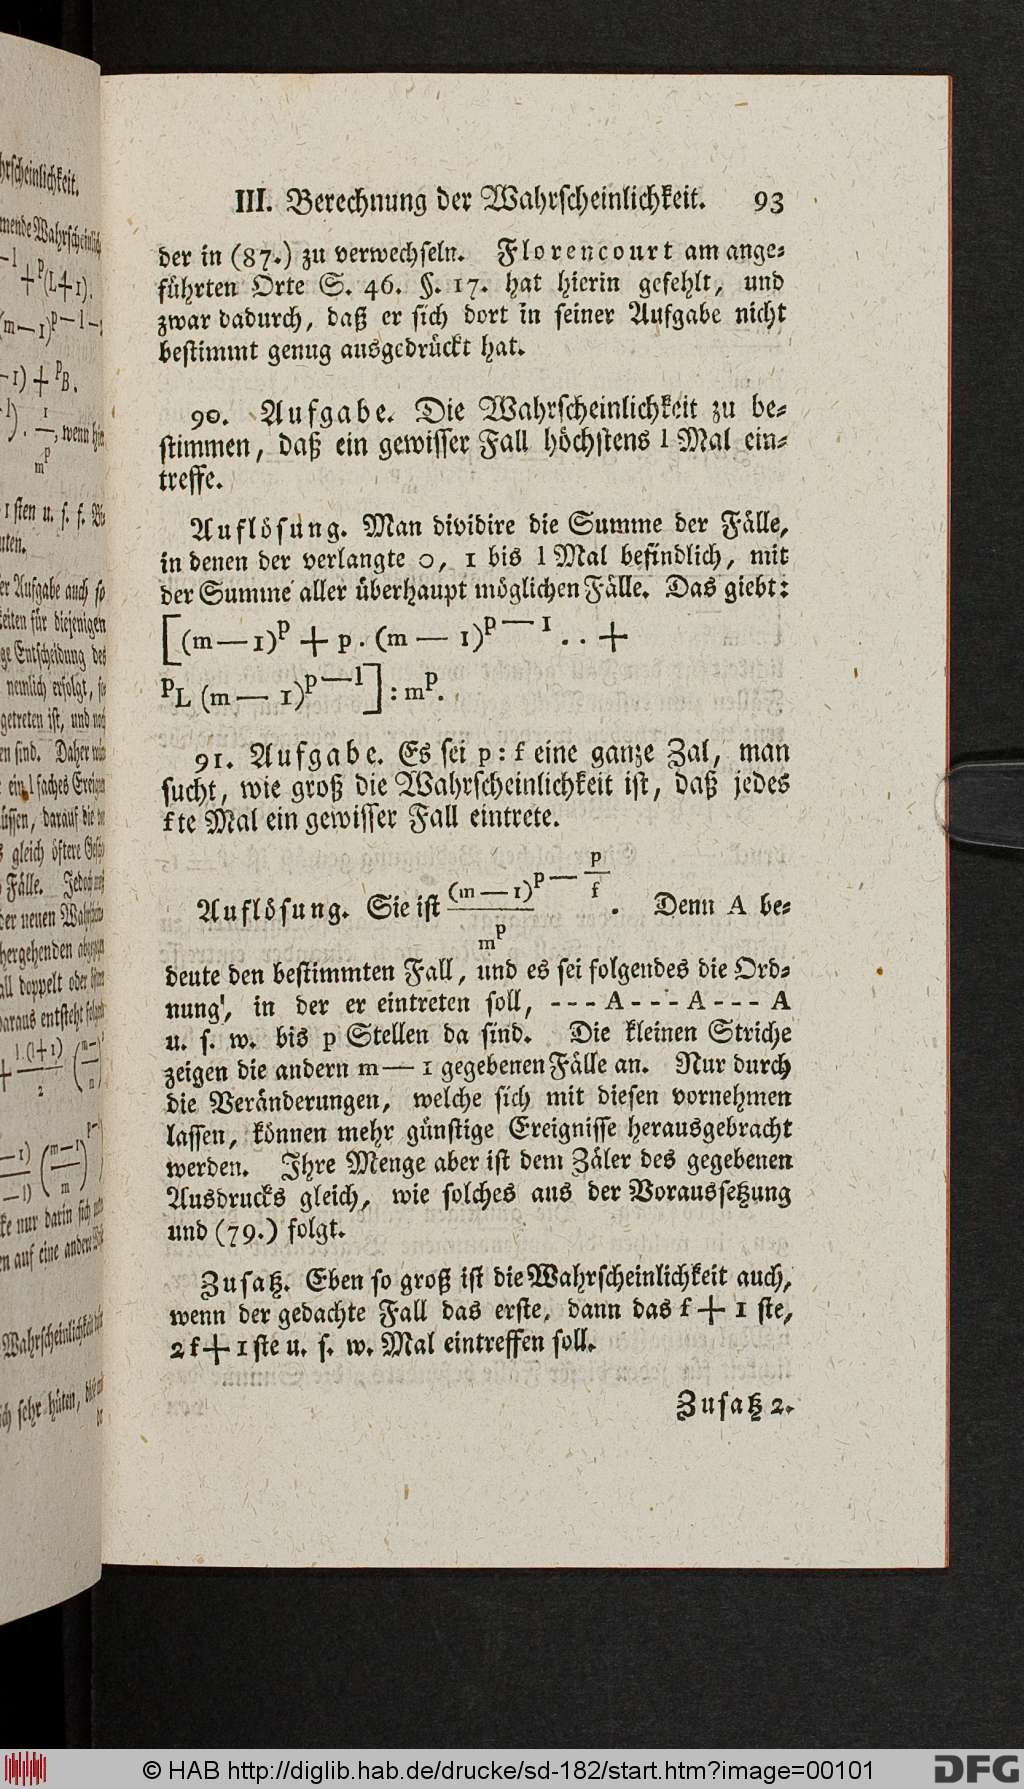 III. Berechnung der Wahrscheinlichkeit. 93
der in (87.) zu verwechseln. Florencourt am ange-
führten Orte S. 46. §. 17. hat hierin gefehlt, und
zwar dadurch, daß er sich dort in seiner Aufgabe nicht
bestimmt genug ausgedrückt hat.
90. Aufgabe. Die Wahrscheinlichkeit zu be-
stimmen, daß ein gewisser Fall höchstens l Mal ein-
treffe.
Auflösung. Man dividire die Summe der Fälle,
in denen der verlangte 0, 1 bis l Mal befindlich, mit
der Summe aller überhaupt möglichen Fälle. Das giebt:
[(m—1)^p + p. (m — 1)^{p—1} . . +
^pL (m — 1)^{p—l}] : m^p.
91. Aufgabe. Es sei p : k eine ganze Zal, man
sucht, wie groß die Wahrscheinlichkeit ist, daß jedes
kte Mal ein gewisser Fall eintrete.
Auflösung. Sie ist (m—1)^{p—p/k} / m^p. Denn A be-
deute den bestimmten Fall, und es sei folgendes die Ord-
nung, in der er eintreten soll, - - - A - - - A - - - A
u. s. w. bis p Stellen da sind. Die kleinen Striche
zeigen die andern m — 1 gegebenen Fälle an. Nur durch
die Veränderungen, welche sich mit diesen vornehmen
lassen, können mehr günstige Ereignisse herausgebracht
werden. Ihre Menge aber ist dem Zäler des gegebenen
Ausdrucks gleich, wie solches aus der Voraussetzung
und (79.) folgt.
Zusatz. Eben so groß ist die Wahrscheinlichkeit auch,
wenn der gedachte Fall das erste, dann das k + 1 ste,
2k + 1 ste u. s. w. Mal eintreffen soll.
Zusatz 2.
© HAB http://diglib.hab.de/drucke/sd-182/start.htm?image=00101
DFG